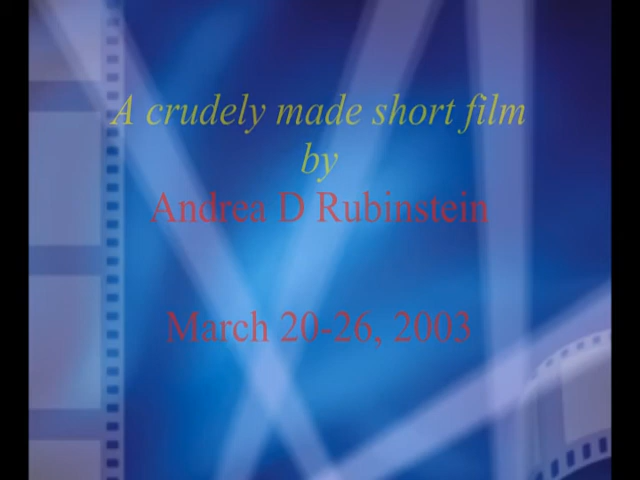 A crudely made short film
by
Andrea D Rubinstein
March 20-26, 2003